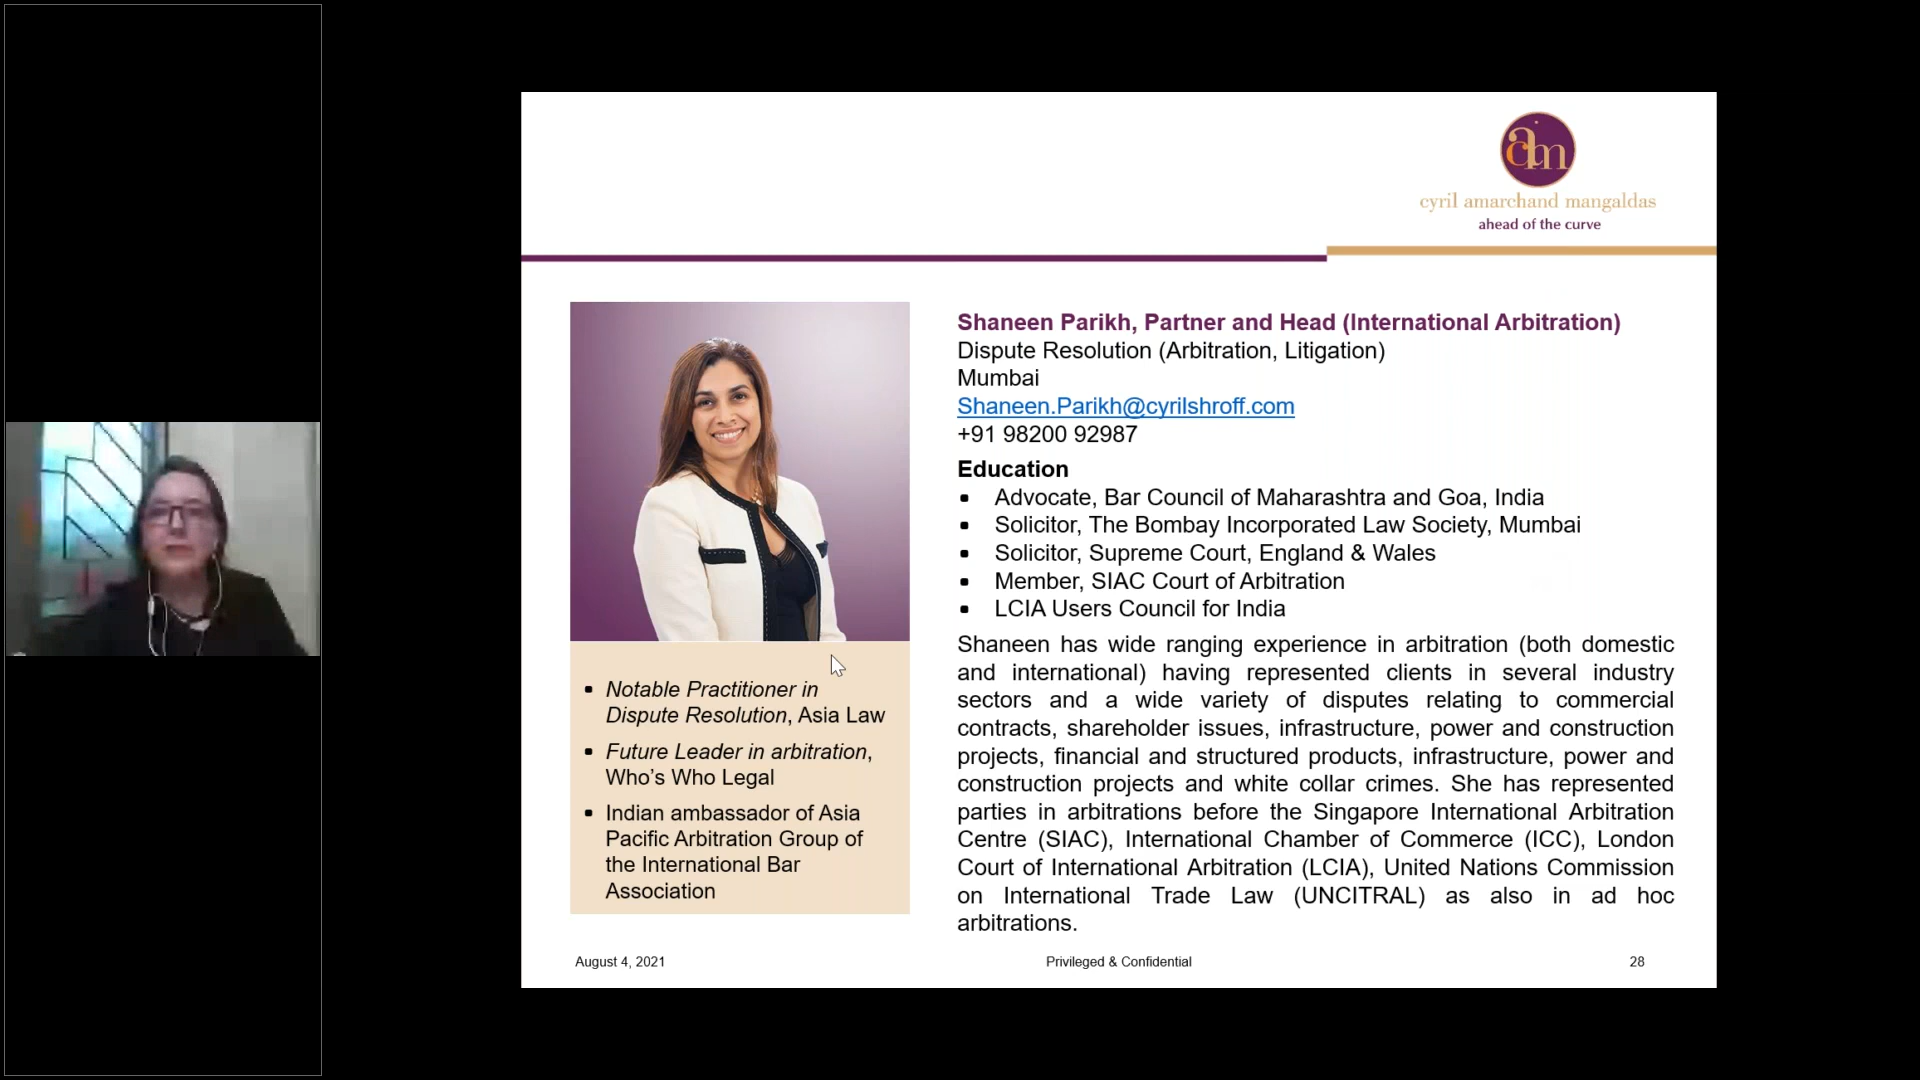 cam
cyril amarchand mangaldas
ahead of the curve
Shaneen Parikh, Partner and Head (International Arbitration)
Dispute Resolution (Arbitration, Litigation)
Mumbai
Shaneen.Parikh@cyrilshroff.com
+91 98200 92987
Education
▪ Advocate, Bar Council of Maharashtra and Goa, India
▪ Solicitor, The Bombay Incorporated Law Society, Mumbai
▪ Solicitor, Supreme Court, England & Wales
▪ Member, SIAC Court of Arbitration
▪ LCIA Users Council for India
Shaneen has wide ranging experience in arbitration (both domestic
and international) having represented clients in several industry
sectors and a wide variety of disputes relating to commercial
contracts, shareholder issues, infrastructure, power and construction
projects, financial and structured products, infrastructure, power and
construction projects and white collar crimes. She has represented
parties in arbitrations before the Singapore International Arbitration
Centre (SIAC), International Chamber of Commerce (ICC), London
Court of International Arbitration (LCIA), United Nations Commission
on International Trade Law (UNCITRAL) as also in ad hoc
arbitrations.
▪ Notable Practitioner in
Dispute Resolution, Asia Law
▪ Future Leader in arbitration,
Who's Who Legal
▪ Indian ambassador of Asia
Pacific Arbitration Group of
the International Bar
Association
August 4, 2021
Privileged & Confidential
28